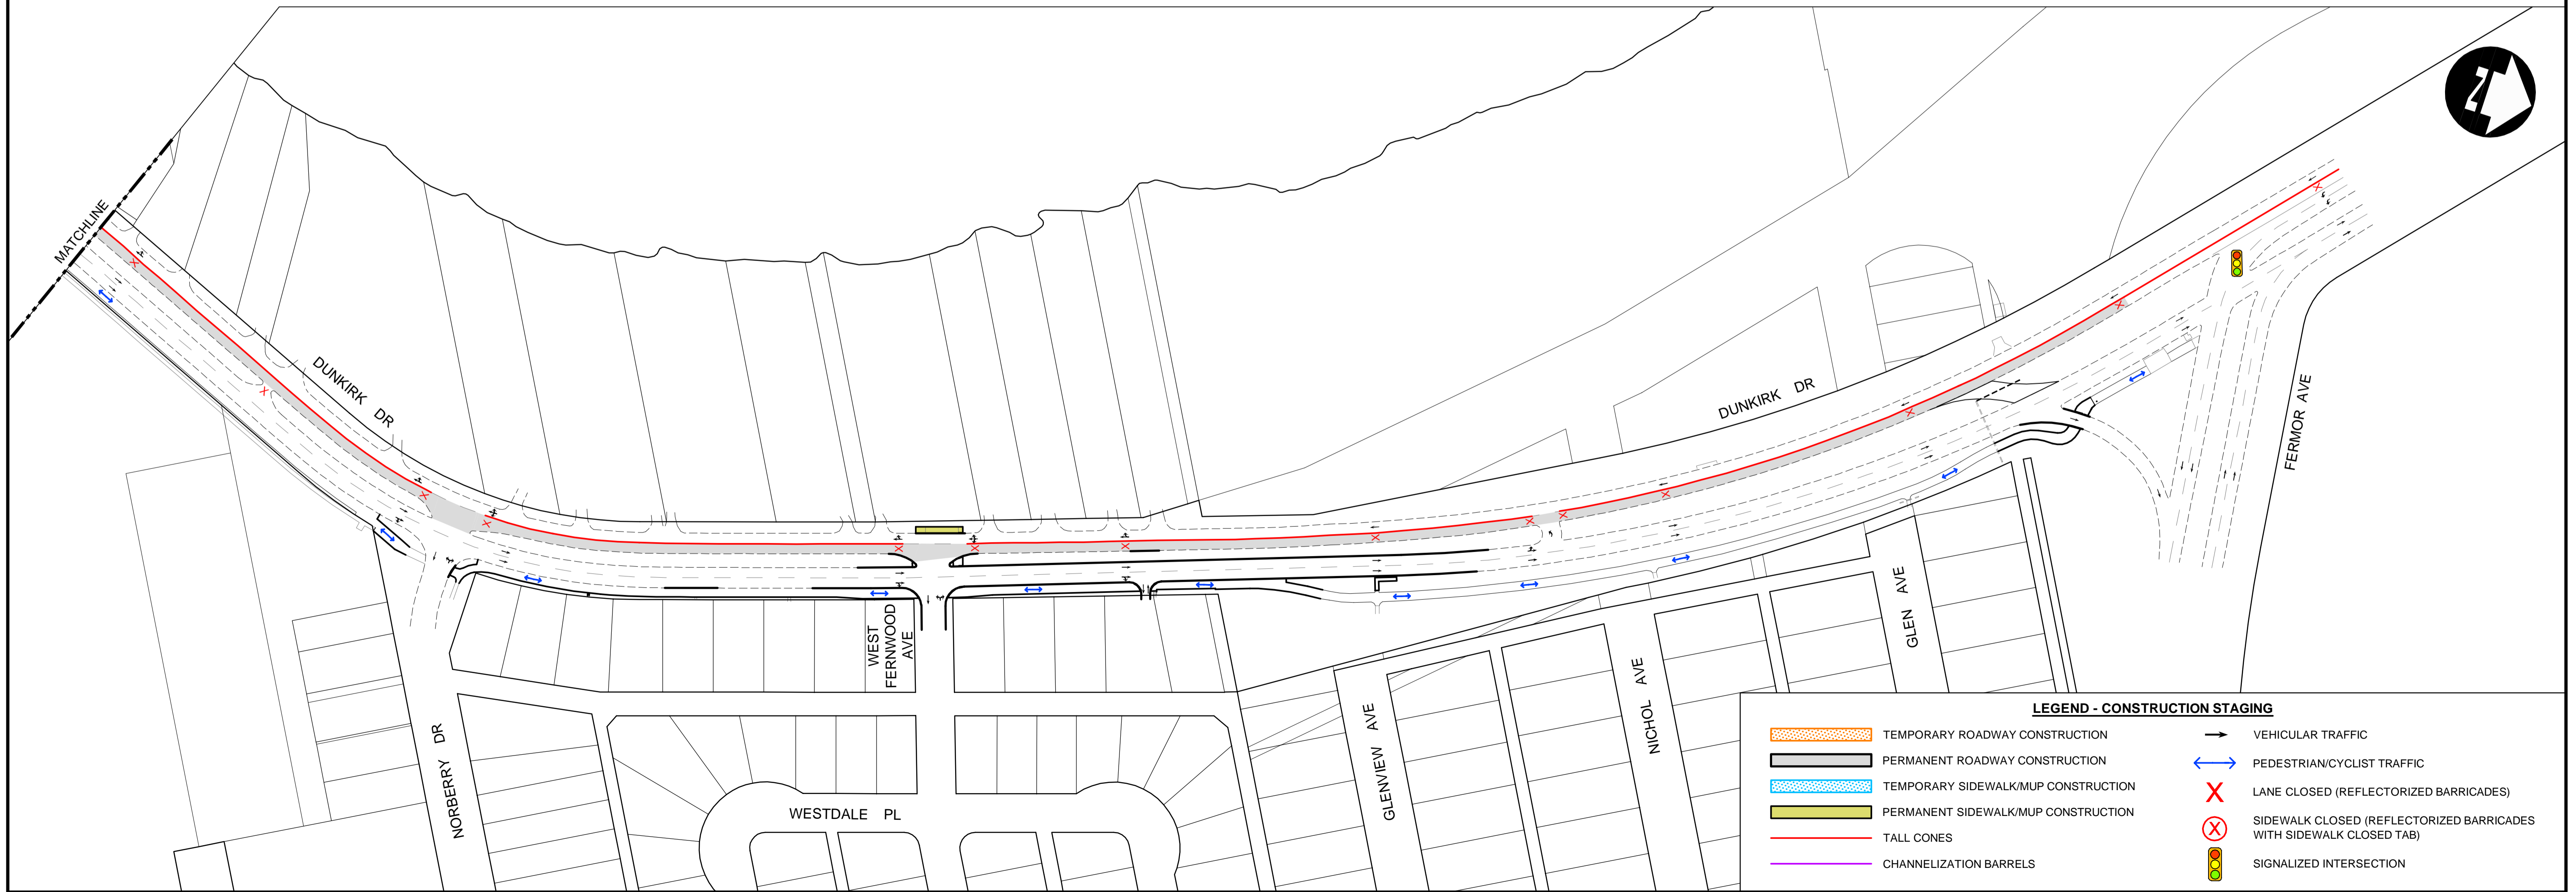 MATCHLINE
DUNKIRK DR
DUNKIRK DR
FERMOR AVE
WEST
FERNWOOD
AVE
GLEN AVE
NICHOL AVE
GLENVIEW AVE
NORBERRY DR
WESTDALE PL
Z
LEGEND - CONSTRUCTION STAGING
TEMPORARY ROADWAY CONSTRUCTION
PERMANENT ROADWAY CONSTRUCTION
TEMPORARY SIDEWALK/MUP CONSTRUCTION
PERMANENT SIDEWALK/MUP CONSTRUCTION
TALL CONES
CHANNELIZATION BARRELS
VEHICULAR TRAFFIC
PEDESTRIAN/CYCLIST TRAFFIC
X LANE CLOSED (REFLECTORIZED BARRICADES)
X SIDEWALK CLOSED (REFLECTORIZED BARRICADES
WITH SIDEWALK CLOSED TAB)
SIGNALIZED INTERSECTION